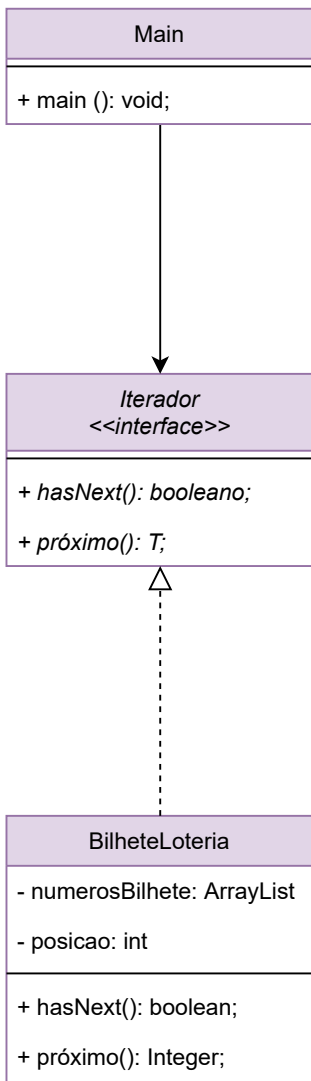 Main
+ main (): void;
Iterador
<<interface>>
+ hasNext(): booleano;
+ próximo(): T;
BilheteLoteria
- numerosBilhete: ArrayList
- posicao: int
+ hasNext(): boolean;
+ próximo(): Integer;